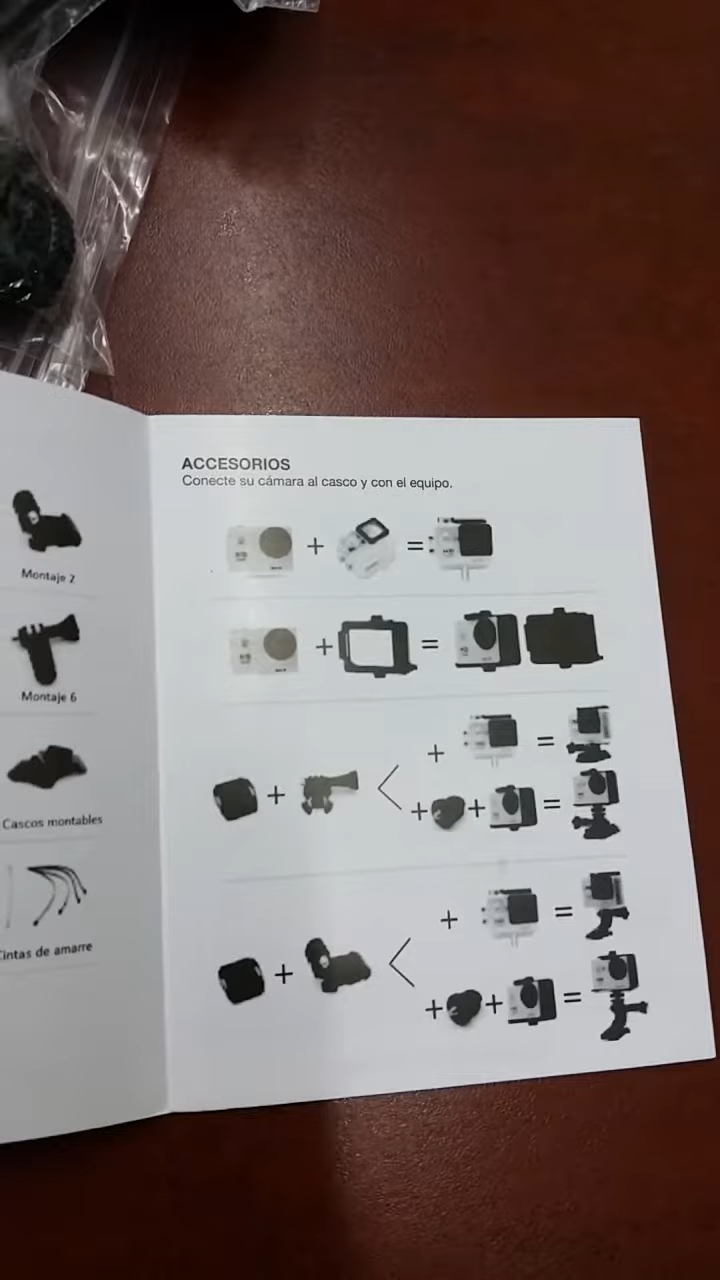 Montaje 2
Montaje 6
Cascos montables
Cintas de amarre
ACCESORIOS
Conecte su cámara al casco y con el equipo.
+ =
+ =
+ < + =
+ + =
+ < + =
+ + =